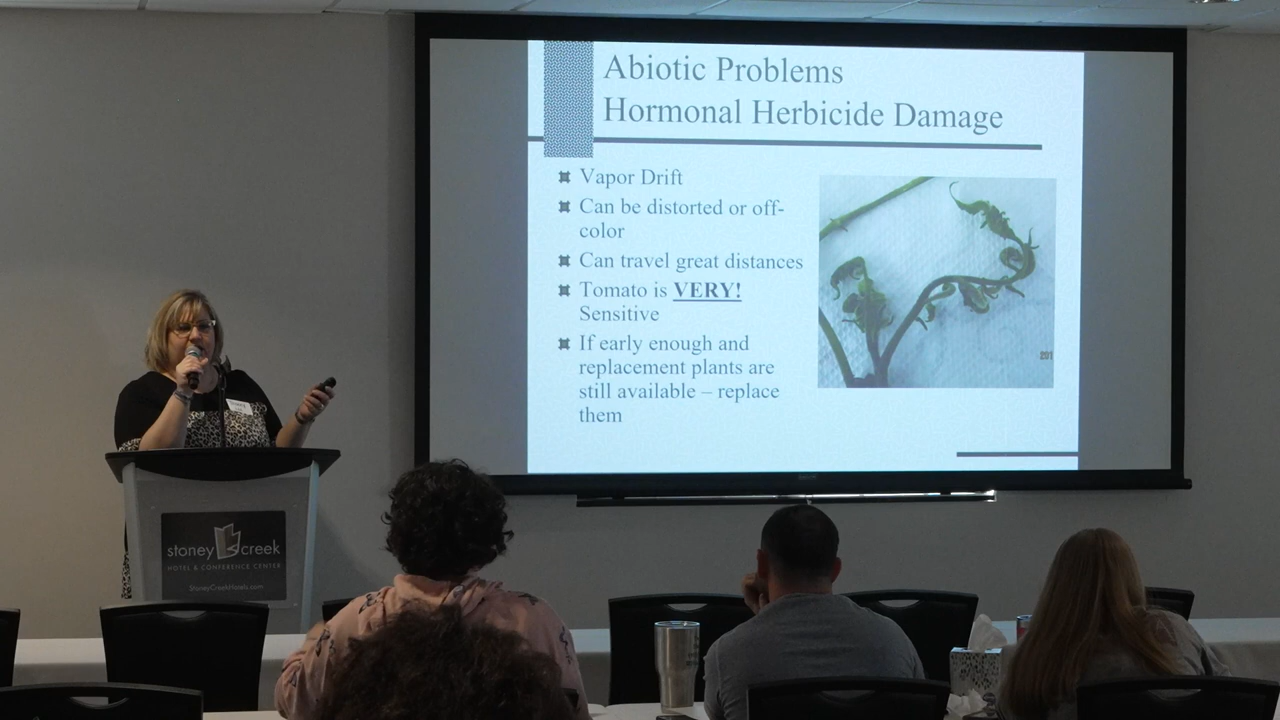 Abiotic Problems
Hormonal Herbicide Damage
Vapor Drift
Can be distorted or off-
color
Can travel great distances
Tomato is VERY!
Sensitive
If early enough and
replacement plants are
still available – replace
them
201
stoney creek
HOTEL & CONFERENCE CENTER
StoneyCreekHotels.com